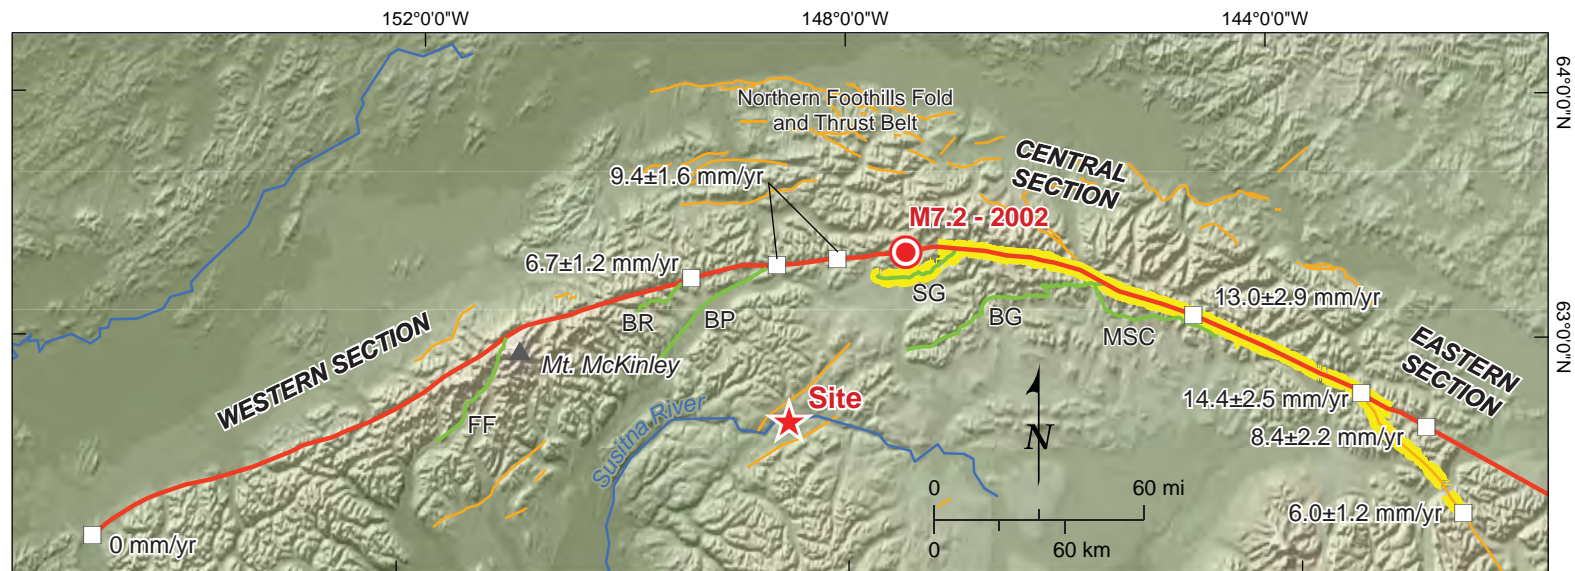 152°0'0"W
148°0'0"W
144°0'0"W
64°0'0"N
Northern Foothills Fold
and Thrust Belt
CENTRAL
SECTION
9.4±1.6 mm/yr
M7.2 - 2002
6.7±1.2 mm/yr
SG
13.0±2.9 mm/yr
BR
BP
BG
MSC
63°0'0"N
WESTERN SECTION
Mt. McKinley
EASTERN
SECTION
Site
14.4±2.5 mm/yr
FF
Susitna River
8.4±2.2 mm/yr
N
0
60 mi
6.0±1.2 mm/yr
0 mm/yr
0
60 km